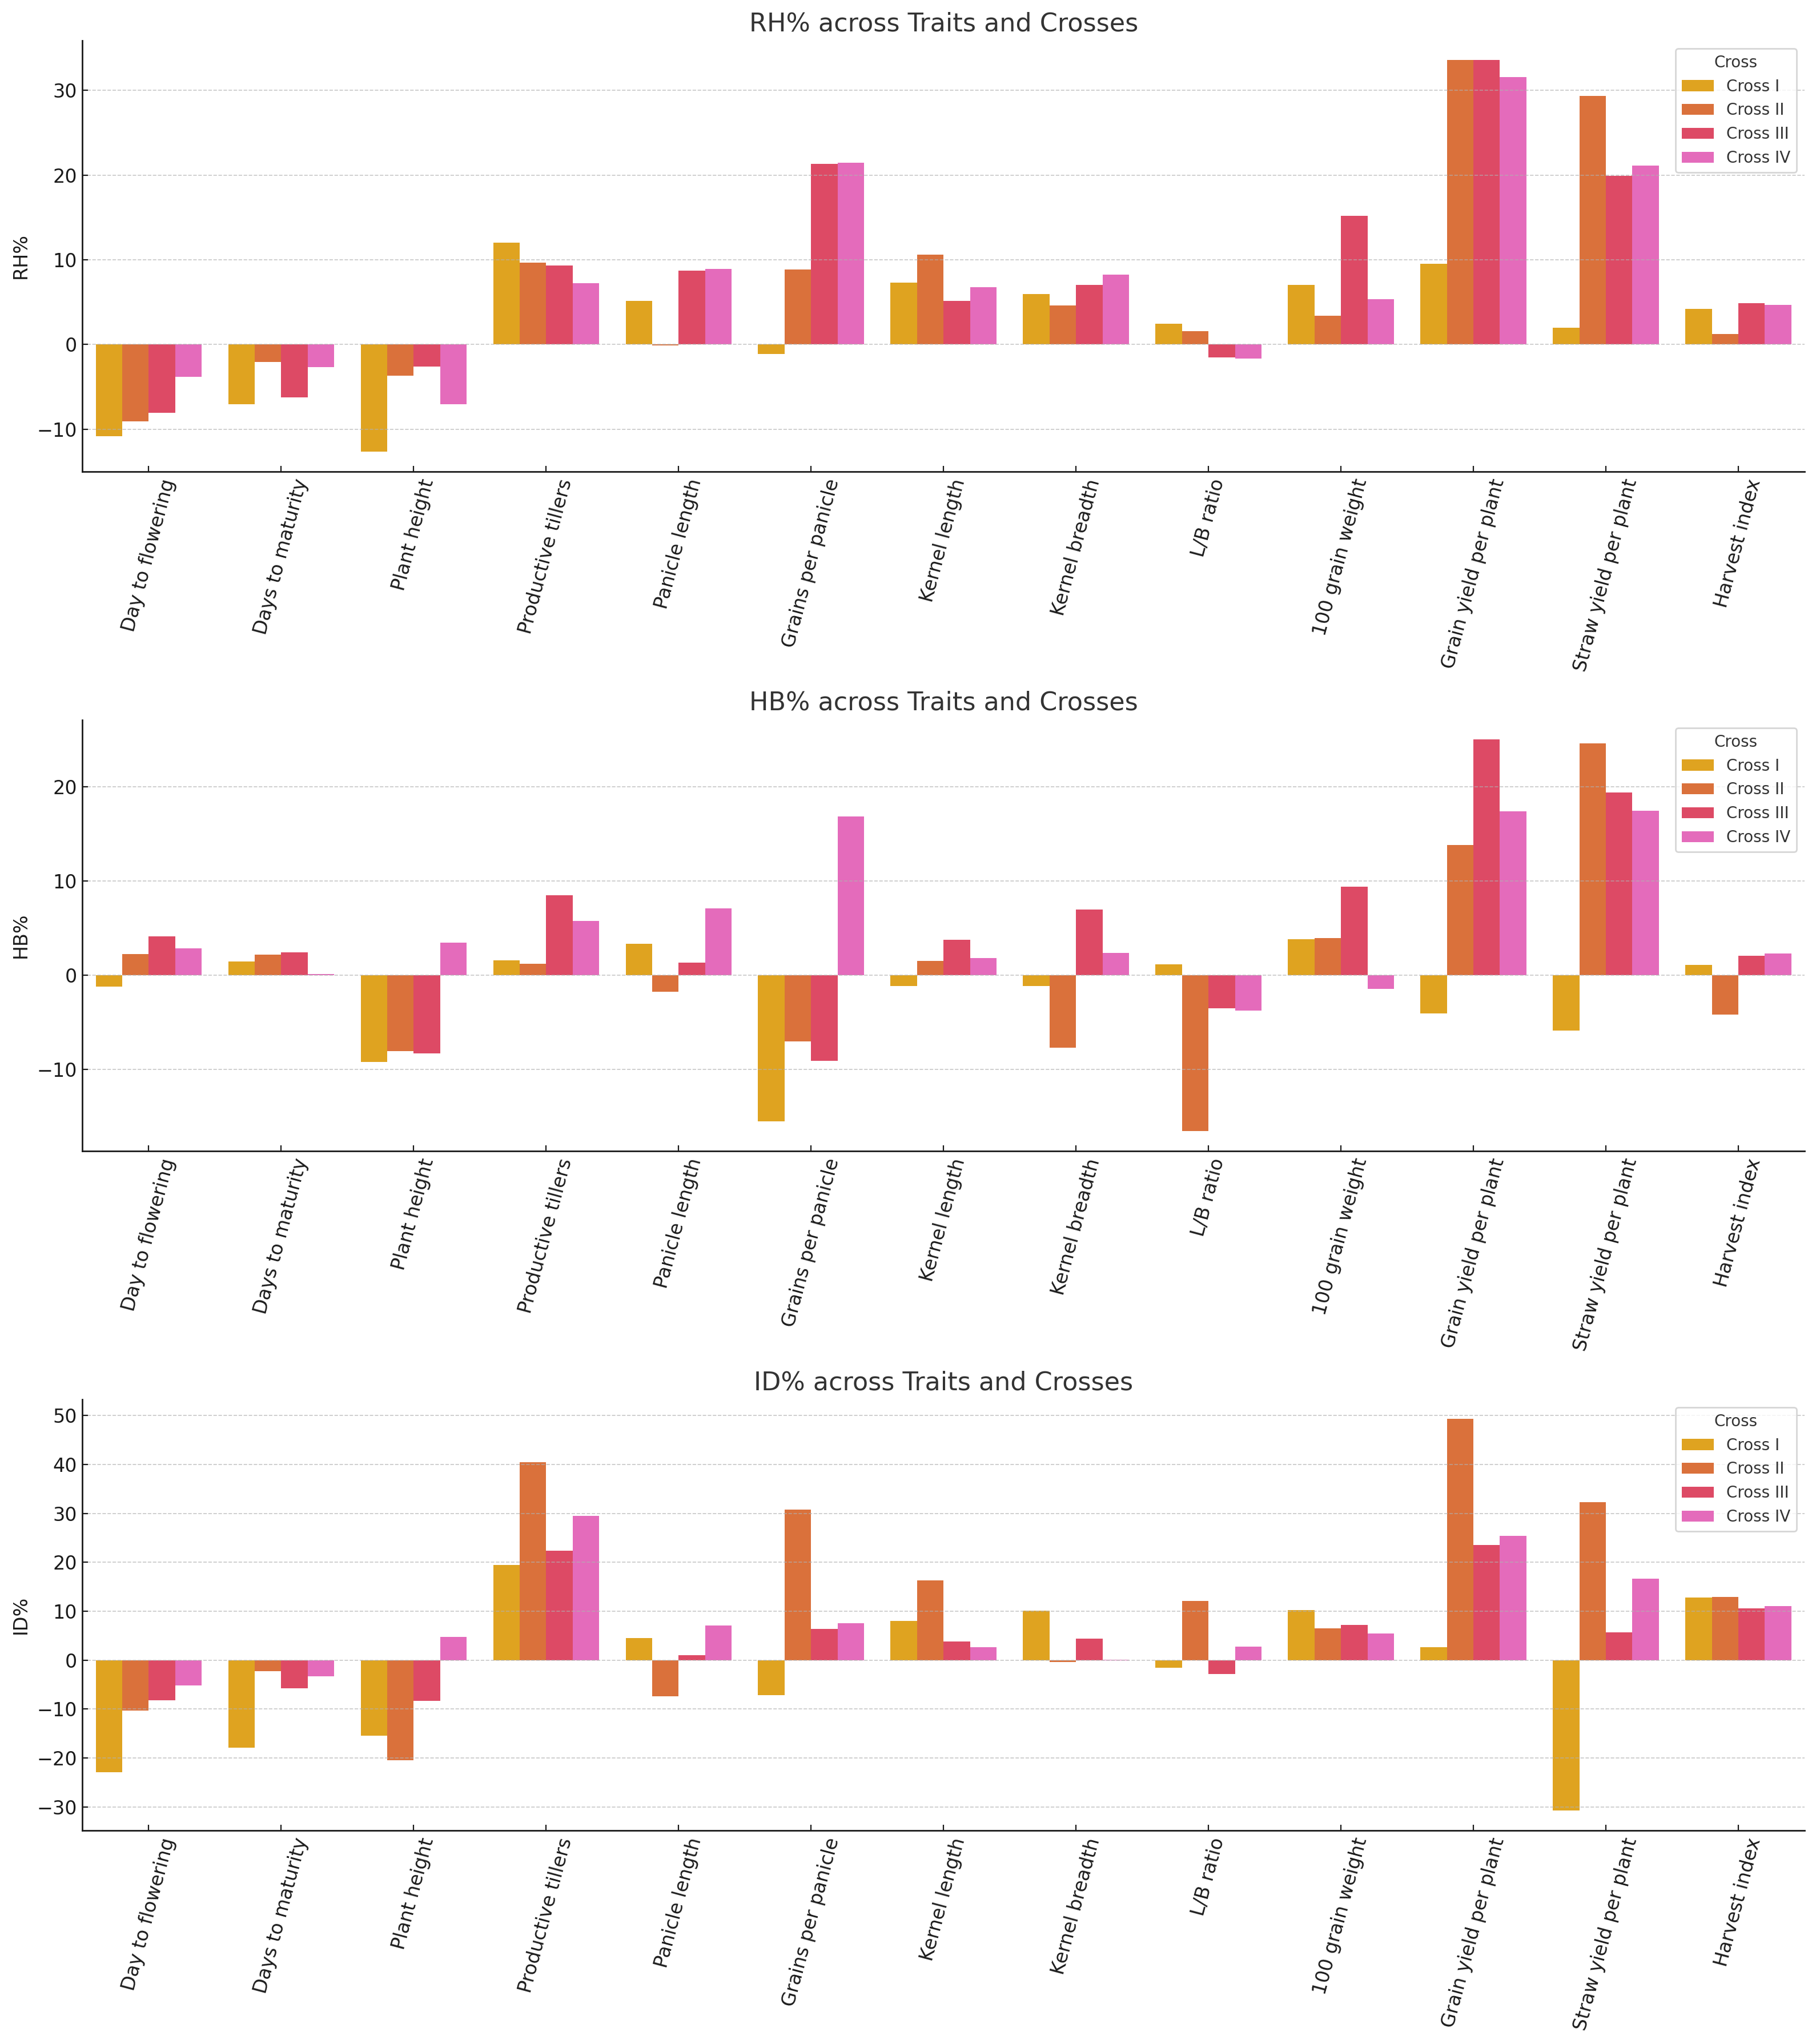 RH% across Traits and Crosses
RH%
30
20
10
0
−10
Cross
Cross I
Cross II
Cross III
Cross IV
Day to flowering
Days to maturity
Plant height
Productive tillers
Panicle length
Grains per panicle
Kernel length
Kernel breadth
L/B ratio
100 grain weight
Grain yield per plant
Straw yield per plant
Harvest index
HB% across Traits and Crosses
HB%
20
10
0
−10
Cross
Cross I
Cross II
Cross III
Cross IV
Day to flowering
Days to maturity
Plant height
Productive tillers
Panicle length
Grains per panicle
Kernel length
Kernel breadth
L/B ratio
100 grain weight
Grain yield per plant
Straw yield per plant
Harvest index
ID% across Traits and Crosses
ID%
50
40
30
20
10
0
−10
−20
−30
Cross
Cross I
Cross II
Cross III
Cross IV
Day to flowering
Days to maturity
Plant height
Productive tillers
Panicle length
Grains per panicle
Kernel length
Kernel breadth
L/B ratio
100 grain weight
Grain yield per plant
Straw yield per plant
Harvest index